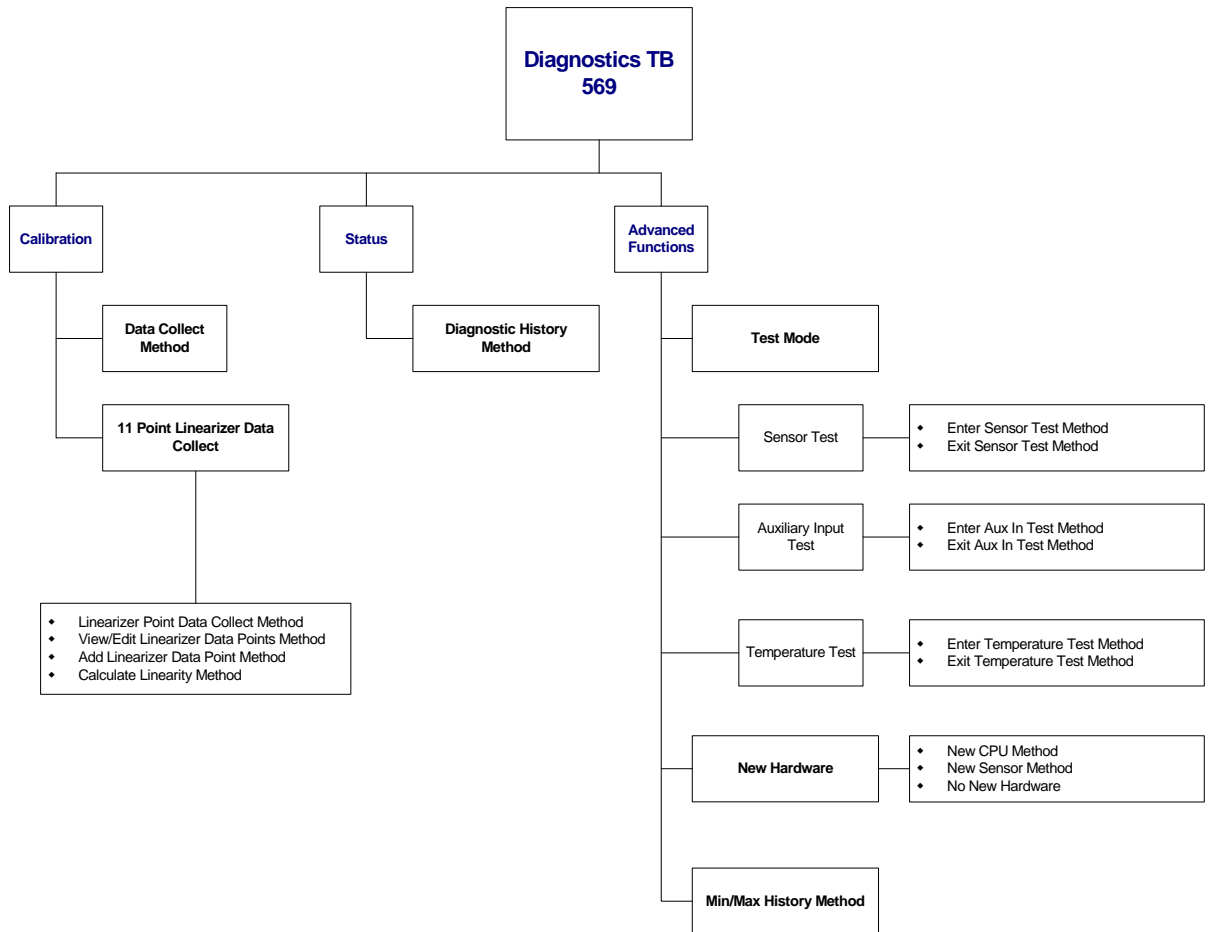 Diagnostics TB
569
Calibration
Status
Advanced
Functions
Data Collect
Method
Diagnostic History
Method
Test Mode
11 Point Linearizer Data
Collect
Sensor Test
◆ Enter Sensor Test Method
◆ Exit Sensor Test Method
Auxiliary Input
Test
◆ Enter Aux In Test Method
◆ Exit Aux In Test Method
◆ Linearizer Point Data Collect Method
◆ View/Edit Linearizer Data Points Method
◆ Add Linearizer Data Point Method
◆ Calculate Linearity Method
Temperature Test
◆ Enter Temperature Test Method
◆ Exit Temperature Test Method
New Hardware
◆ New CPU Method
◆ New Sensor Method
◆ No New Hardware
Min/Max History Method